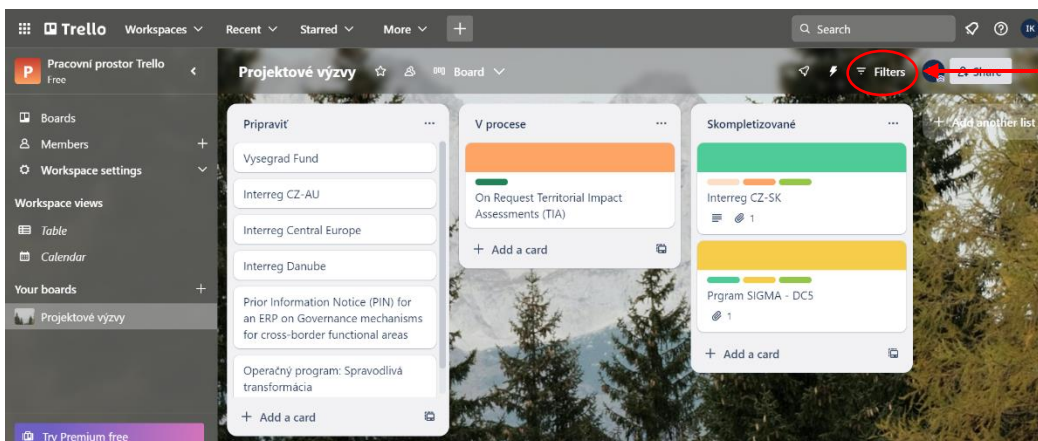 Trello Workspaces Recent Starred More + Search IK
P Pracovní prostor Trello
Free
Projektové výzvy Board Filters Share
Boards
Members +
Workspace settings
Workspace views
Table
Calendar
Your boards +
Projektové výzvy
Try Premium free
Pripraviť ...
Vysegrad Fund
Interreg CZ-AU
Interreg Central Europe
Interreg Danube
Prior Information Notice (PIN) for
an ERP on Governance mechanisms
for cross-border functional areas
Operačný program: Spravodlivá
transformácia
+ Add a card
V procese ...
On Request Territorial Impact
Assessments (TIA)
+ Add a card
Skompletizované ...
Interreg CZ-SK
1
Prgram SIGMA - DC5
1
+ Add a card
+ Add another list